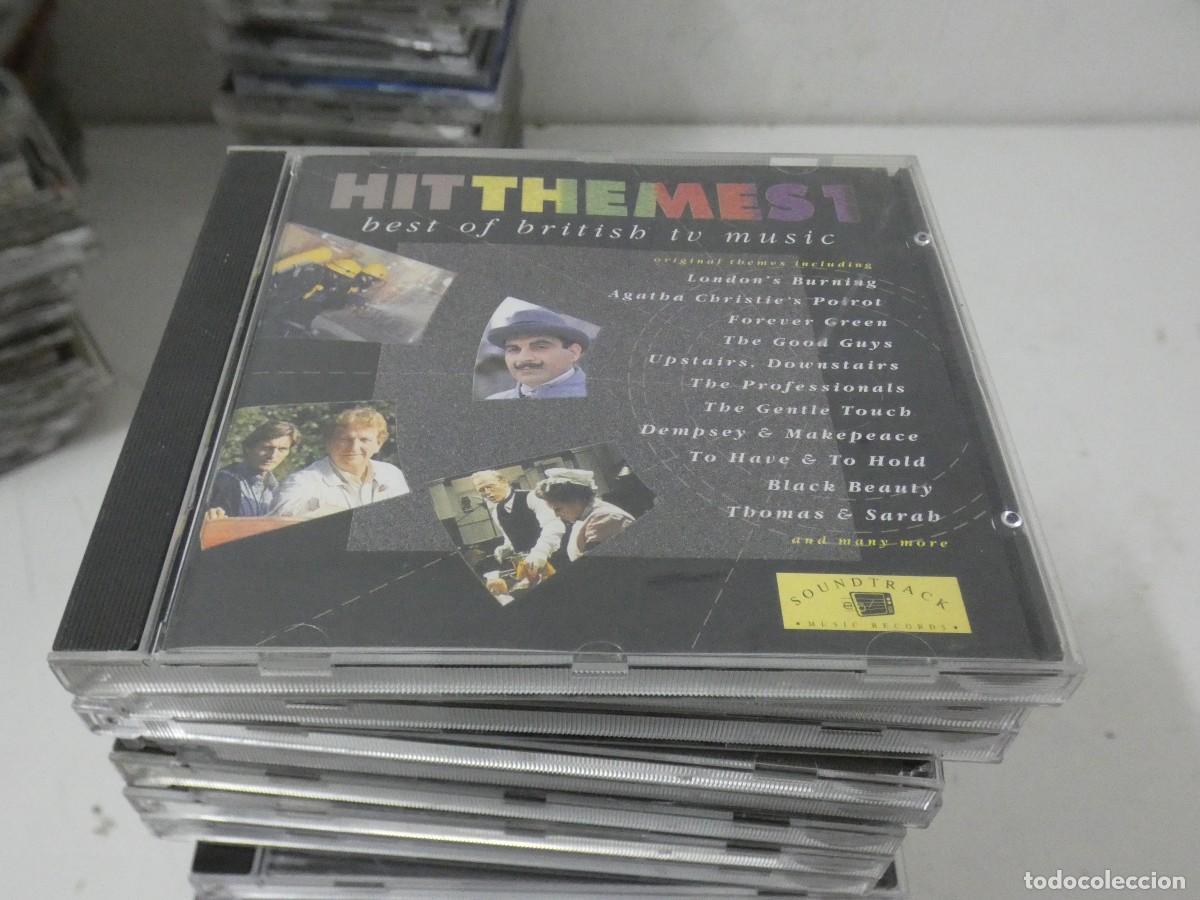 HIT THEMES 1
best of british tv music
original themes including
London's Burning
Agatha Christie's Poirot
Forever Green
The Good Guys
Upstairs, Downstairs
The Professionals
The Gentle Touch
Dempsey & Makepeace
To Have & To Hold
Black Beauty
Thomas & Sarah
and many more
SOUNDTRACK
• MUSIC RECORDS •
todocoleccion